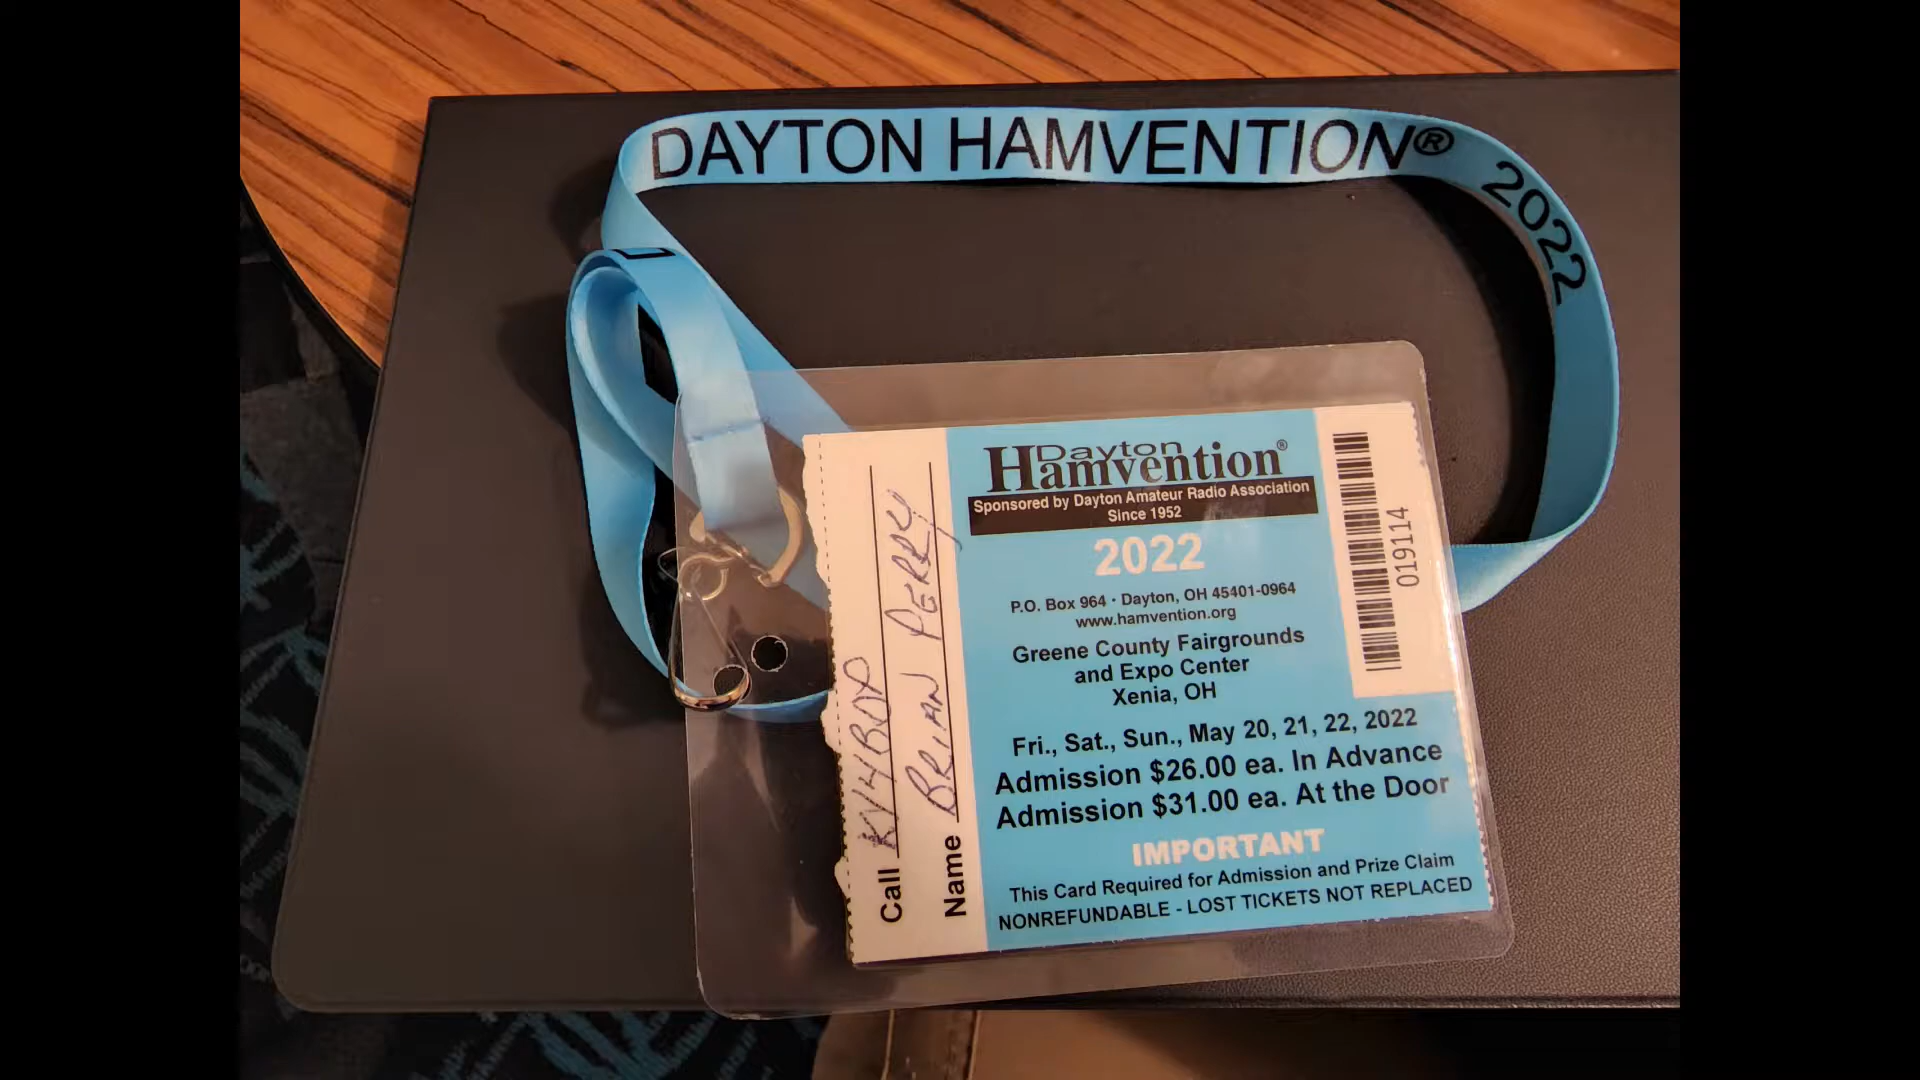 DAYTON HAMVENTION® 2022
Dayton
Hamvention®
Sponsored by Dayton Amateur Radio Association
Since 1952
2022
P.O. Box 964 · Dayton, OH 45401-0964
www.hamvention.org
Greene County Fairgrounds
and Expo Center
Xenia, OH
Fri., Sat., Sun., May 20, 21, 22, 2022
Admission $26.00 ea. In Advance
Admission $31.00 ea. At the Door
IMPORTANT
This Card Required for Admission and Prize Claim
NONREFUNDABLE - LOST TICKETS NOT REPLACED
Call
Name BRIAN PERRY
019114